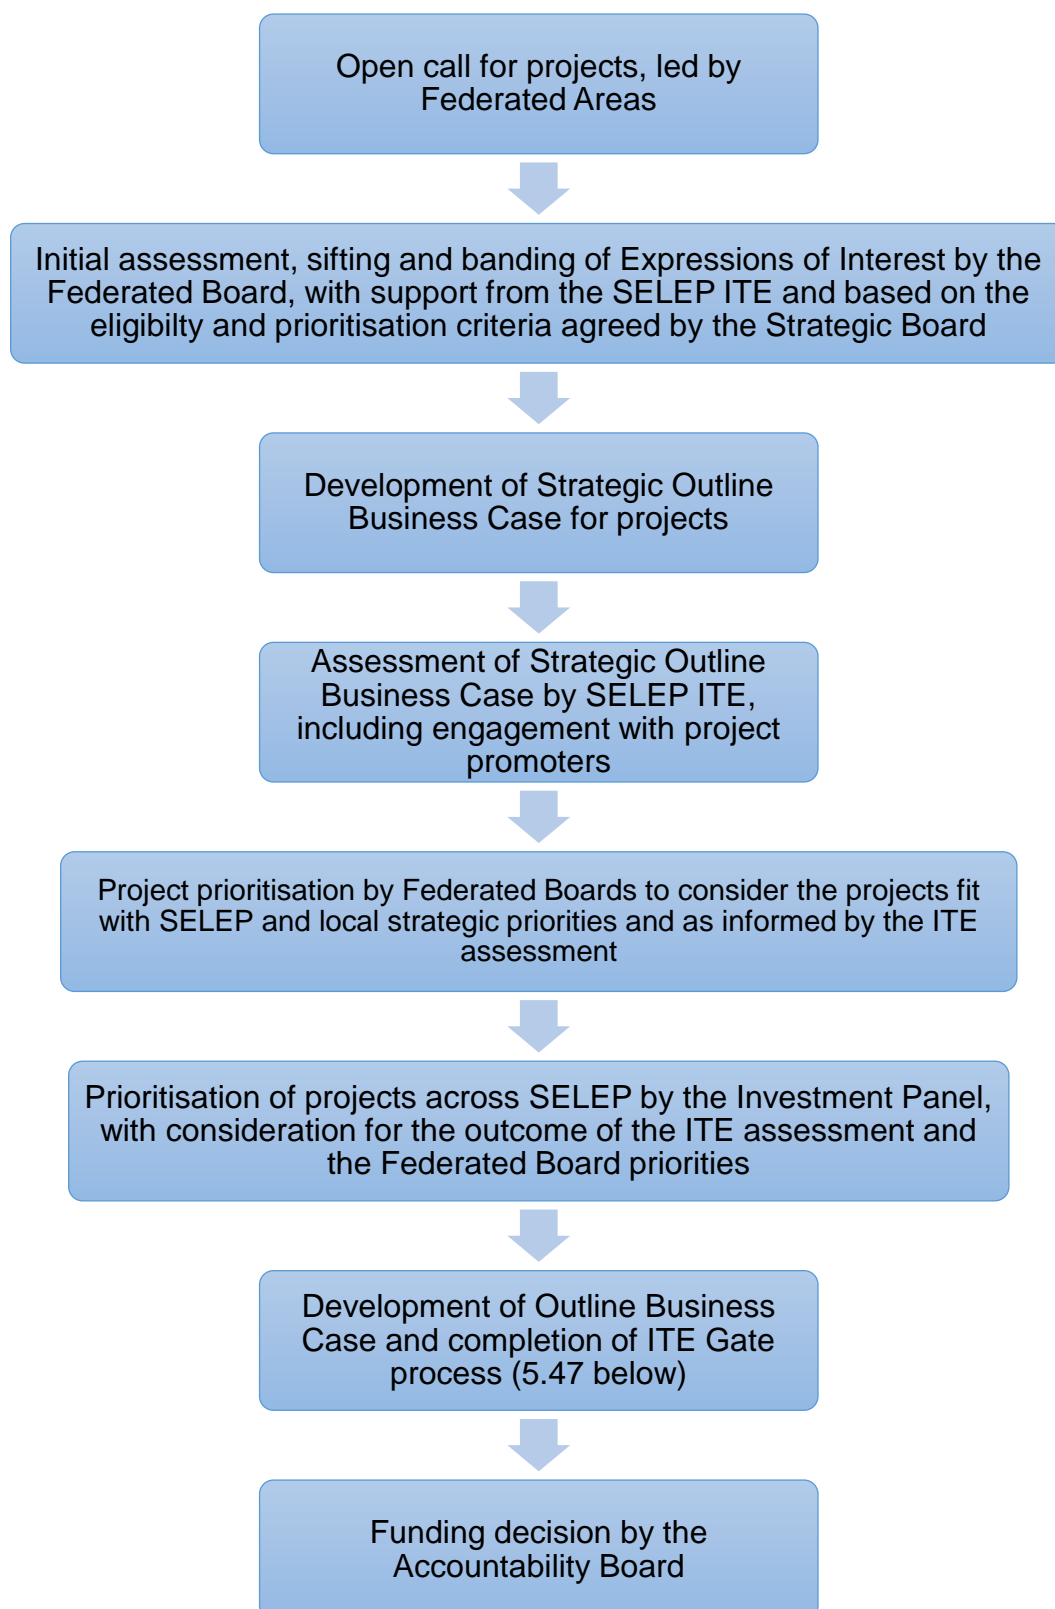 Open call for projects, led by
Federated Areas
Initial assessment, sifting and banding of Expressions of Interest by the
Federated Board, with support from the SELEP ITE and based on the
eligibilty and prioritisation criteria agreed by the Strategic Board
Development of Strategic Outline
Business Case for projects
Assessment of Strategic Outline
Business Case by SELEP ITE,
including engagement with project
promoters
Project prioritisation by Federated Boards to consider the projects fit
with SELEP and local strategic priorities and as informed by the ITE
assessment
Prioritisation of projects across SELEP by the Investment Panel,
with consideration for the outcome of the ITE assessment and
the Federated Board priorities
Development of Outline Business
Case and completion of ITE Gate
process (5.47 below)
Funding decision by the
Accountability Board